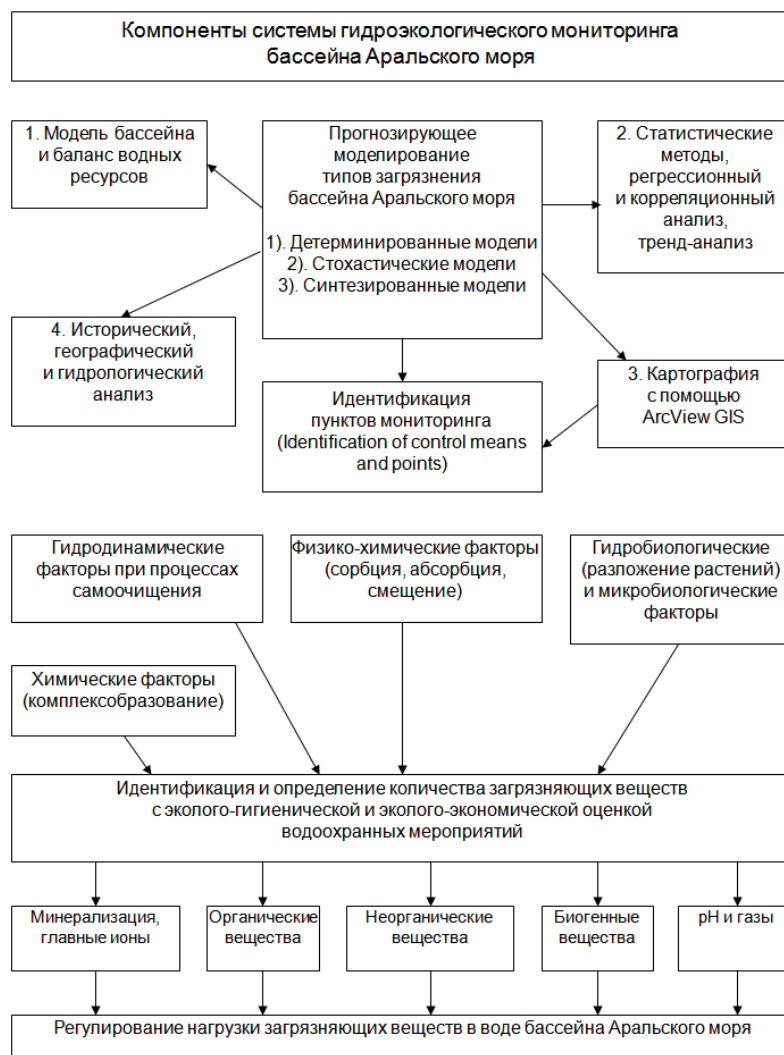 Компоненты системы гидроэкологического мониторинга
бассейна Аральского моря
1. Модель бассейна
и баланс водных
ресурсов
Прогнозирующее
моделирование
типов загрязнения
бассейна Аральского моря
1). Детерминированные модели
2). Стохастические модели
3). Синтезированные модели
2. Статистические
методы,
регрессионный
и корреляционный
анализ,
тренд-анализ
4. Исторический,
географический
и гидрологический
анализ
Идентификация
пунктов мониторинга
(Identification of control means
and points)
3. Картография
с помощью
ArcView GIS
Гидродинамические
факторы при процессах
самоочищения
Физико-химические факторы
(сорбция, абсорбция,
смещение)
Гидробиологические
(разложение растений)
и микробиологические
факторы
Химические факторы
(комплексобразование)
Идентификация и определение количества загрязняющих веществ
с эколого-гигиенической и эколого-экономической оценкой
водоохранных мероприятий
Минерализация,
главные ионы
Органические
вещества
Неорганические
вещества
Биогенные
вещества
pH и газы
Регулирование нагрузки загрязняющих веществ в воде бассейна Аральского моря